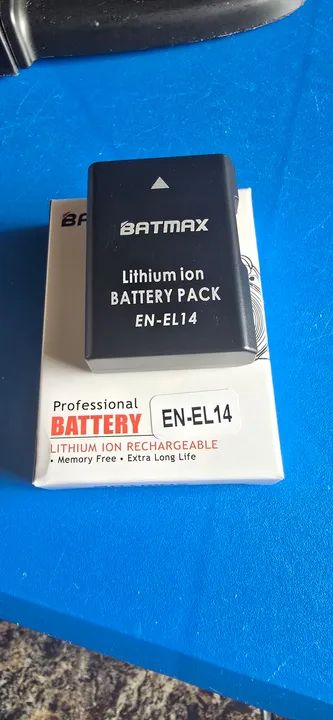 BATMAX
Lithium ion
BATTERY PACK
EN-EL14
Professional
BATTERY EN-EL14
LITHIUM ION RECHARGEABLE
• Memory Free • Extra Long Life